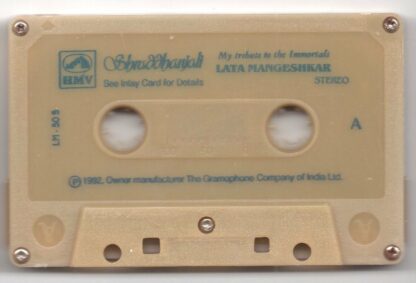 HMV
Shraddhanjali
My tribute to the Immortals
LATA MANGESHKAR
See Inlay Card for Details
STEREO
A
Ⓟ 1992, Owner manufacturer The Gramophone Company of India Ltd.
A
A